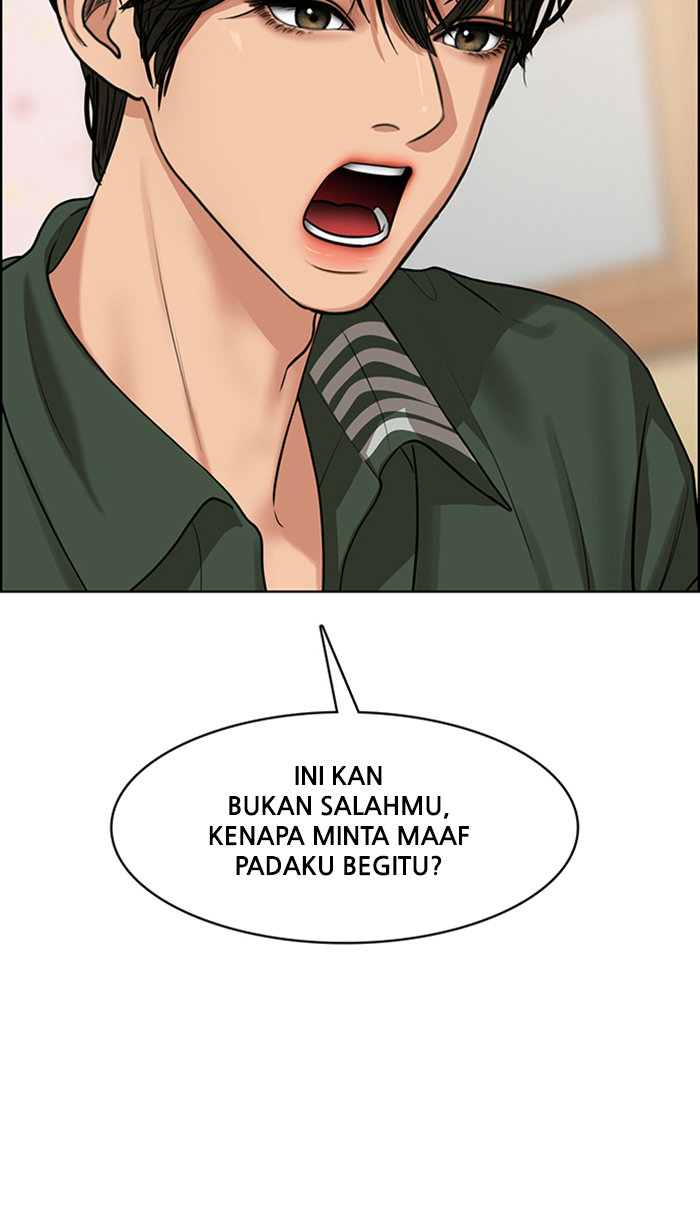 INI KAN
BUKAN SALAHMU,
KENAPA MINTA MAAF
PADAKU BEGITU?